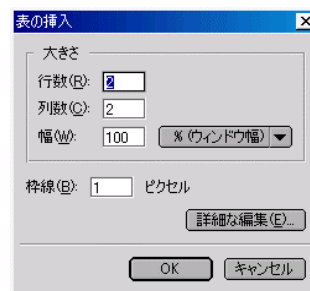 表の挿入
大きさ
行数(R): 2
列数(C): 2
幅(W): 100 % (ウィンドウ幅)
枠線(B): 1 ピクセル
詳細な編集(E)...
OK キャンセル